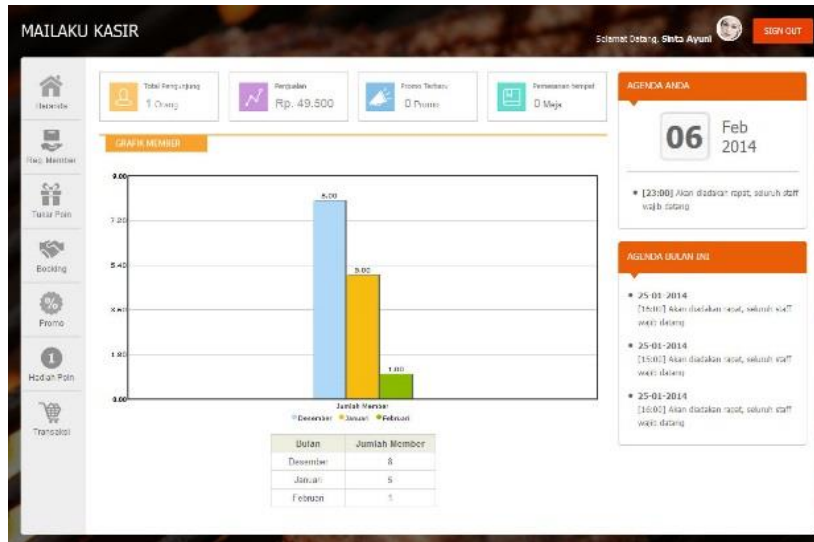 MAILAKU KASIR
Selamat Datang, Sinta Ayuni
SIGN OUT
Beranda
Reg. Member
Tukar Poin
Booking
Promo
Hadiah Poin
Transaksi
Total Pengunjung
1 Orang
Penjualan
Rp. 49.500
Promo Terbaru
0 Promo
Pemesanan tempat
0 Meja
GRAFIK MEMBER
9.00
7.20
5.40
3.60
1.80
0.00
8.00
5.00
1.00
Jumlah Member
Desember Januari Februari
Bulan Jumlah Member
Desember 8
Januari 5
Februari 1
AGENDA ANDA
06 Feb
2014
[23:00] Akan diadakan rapat, seluruh staff
wajib datang
AGENDA BULAN INI
25-01-2014
[16:00] Akan diadakan rapat, seluruh staff
wajib datang
25-01-2014
[15:00] Akan diadakan rapat, seluruh staff
wajib datang
25-01-2014
[16:00] Akan diadakan rapat, seluruh staff
wajib datang